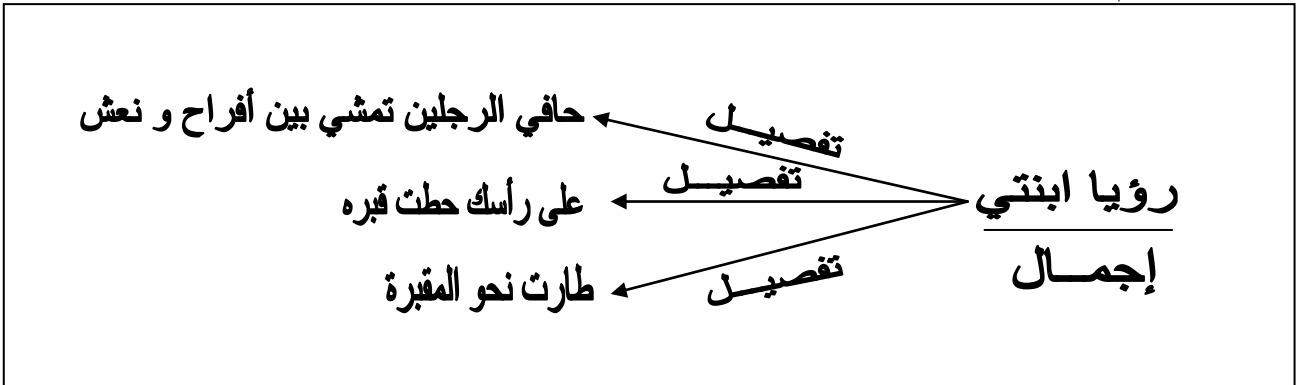 رؤيا ابنتي
إجمـــال
تفصيـــل
حافي الرجلين تمشي بين أفراح و نعش
تفصيـــل
على رأسك حطت قبره
تفصيـــل
طارت نحو المقبرة